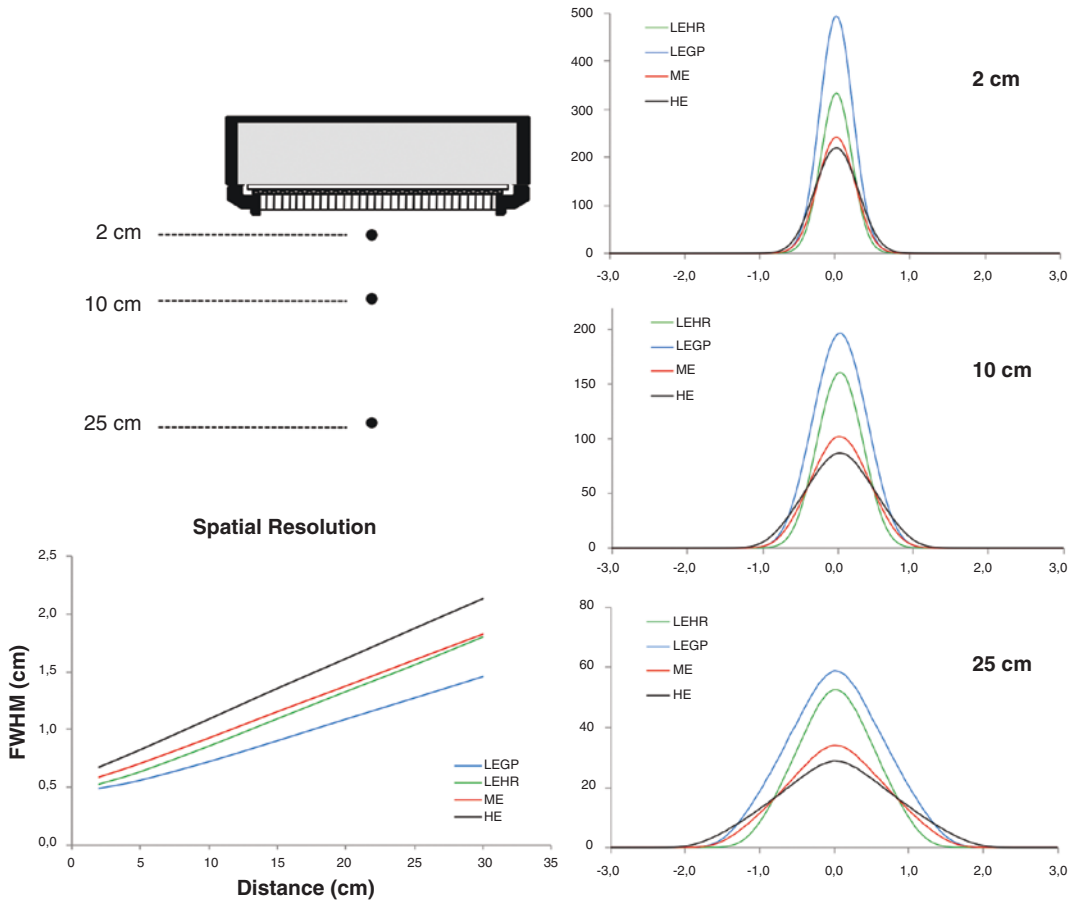 2 cm
10 cm
25 cm
Spatial Resolution
FWHM (cm)
2,5
2,0
1,5
1,0
0,5
0,0
0 5 10 15 20 25 30 35
Distance (cm)
LEGP
LEHR
ME
HE
500
400
300
200
100
0
-3,0 -2,0 -1,0 0,0 1,0 2,0 3,0
LEHR
LEGP
ME
HE
2 cm
200
150
100
50
0
-3,0 -2,0 -1,0 0,0 1,0 2,0 3,0
LEHR
LEGP
ME
HE
10 cm
80
60
40
20
0
-3,0 -2,0 -1,0 0,0 1,0 2,0 3,0
LEHR
LEGP
ME
HE
25 cm